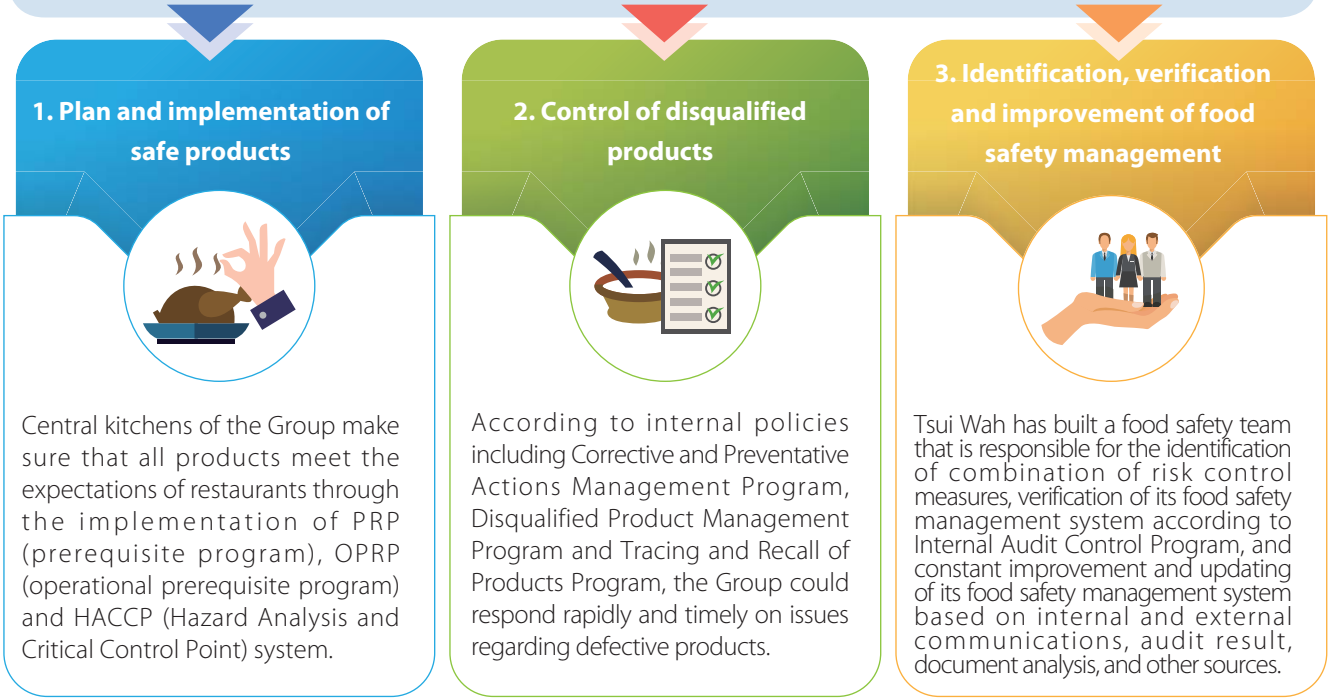 1. Plan and implementation of
safe products
Central kitchens of the Group make
sure that all products meet the
expectations of restaurants through
the implementation of PRP
(prerequisite program), OPRP
(operational prerequisite program)
and HACCP (Hazard Analysis and
Critical Control Point) system.
2. Control of disqualified
products
According to internal policies
including Corrective and Preventative
Actions Management Program,
Disqualified Product Management
Program and Tracing and Recall of
Products Program, the Group could
respond rapidly and timely on issues
regarding defective products.
3. Identification, verification
and improvement of food
safety management
Tsui Wah has built a food safety team
that is responsible for the identification
of combination of risk control
measures, verification of its food safety
management system according to
Internal Audit Control Program, and
constant improvement and updating
of its food safety management system
based on internal and external
communications, audit result,
document analysis, and other sources.